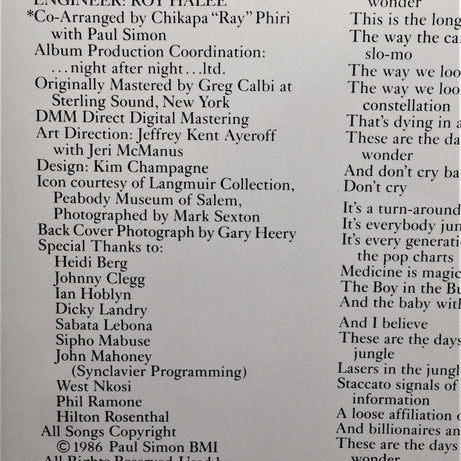 ENGINEER: ROY HALEE
*Co-Arranged by Chikapa “Ray” Phiri
with Paul Simon
Album Production Coordination:
...night after night...ltd.
Originally Mastered by Greg Calbi at
Sterling Sound, New York
DMM Direct Digital Mastering
Art Direction: Jeffrey Kent Ayeroff
with Jeri McManus
Design: Kim Champagne
Icon courtesy of Langmuir Collection,
Peabody Museum of Salem,
Photographed by Mark Sexton
Back Cover Photograph by Gary Heery
Special Thanks to:
Heidi Berg
Johnny Clegg
Ian Hoblyn
Dicky Landry
Sabata Lebona
Sipho Mabuse
John Mahoney
(Synclavier Programming)
West Nkosi
Phil Ramone
Hilton Rosenthal
All Songs Copyright
© 1986 Paul Simon BMI
All Rights Reserved Used by
wonder
This is the long
The way the ca
slo-mo
The way we loo
The way we loo
constellation
That's dying in a
These are the da
wonder
And don't cry ba
Don't cry
It's a turn-around
It's everybody jun
It's every generati
the pop charts
Medicine is magic
The Boy in the Bu
And the baby with
And I believe
These are the days
jungle
Lasers in the jungl
Staccato signals of
information
A loose affiliation o
And billionaires an
These are the days
wonder